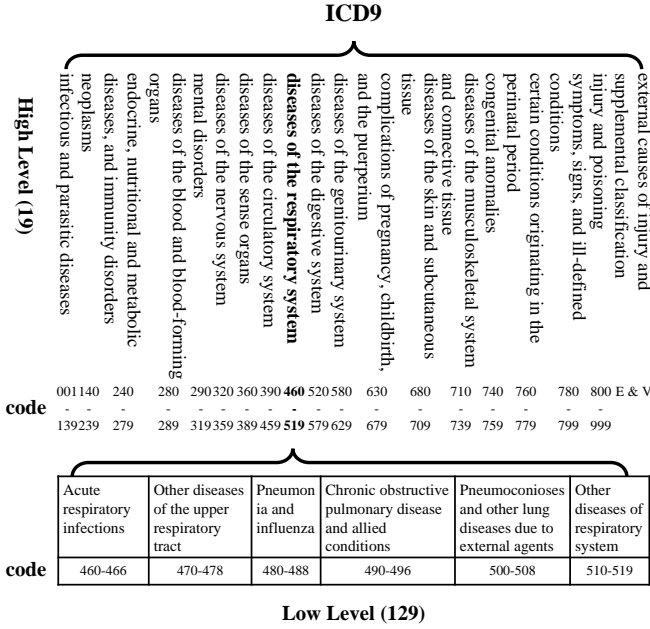 ICD9
High Level (19)
infectious and parasitic diseases
neoplasms
diseases, and immunity disorders
endocrine, nutritional and metabolic
organs
diseases of the blood and blood-forming
mental disorders
diseases of the nervous system
diseases of the sense organs
diseases of the circulatory system
diseases of the respiratory system
diseases of the digestive system
diseases of the genitourinary system
and the puerperium
complications of pregnancy, childbirth,
tissue
diseases of the skin and subcutaneous
and connective tissue
diseases of the musculoskeletal system
congenital anomalies
perinatal period
certain conditions originating in the
conditions
symptoms, signs, and ill-defined
injury and poisoning
supplemental classification
external causes of injury and
001 140 240 280 290 320 360 390 460 520 580 630 680 710 740 760 780 800 E & V
code - - - - - - - - - - - - - - - - - -
139 239 279 289 319 359 389 459 519 579 629 679 709 739 759 779 799 999
Acute
respiratory
infections
Other diseases
of the upper
respiratory
tract
Pneumon
ia and
influenza
Chronic obstructive
pulmonary disease
and allied
conditions
Pneumoconioses
and other lung
diseases due to
external agents
Other
diseases of
respiratory
system
code 460-466 470-478 480-488 490-496 500-508 510-519
Low Level (129)